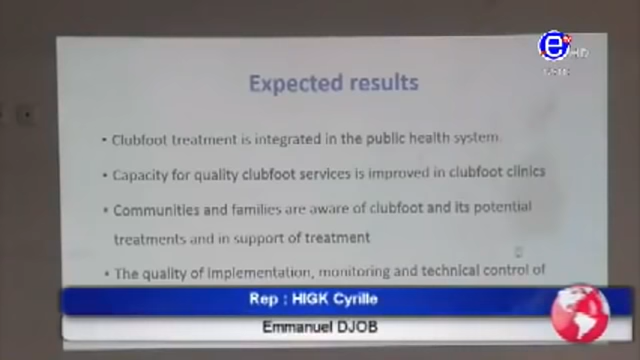 Expected results
• Clubfoot treatment is integrated in the public health system.
• Capacity for quality clubfoot services is improved in clubfoot clinics
• Communities and families are aware of clubfoot and its potential
treatments and in support of treatment
• The quality of implementation, monitoring and technical control of
Rep : HIGK Cyrille
Emmanuel DJOB
e
HD